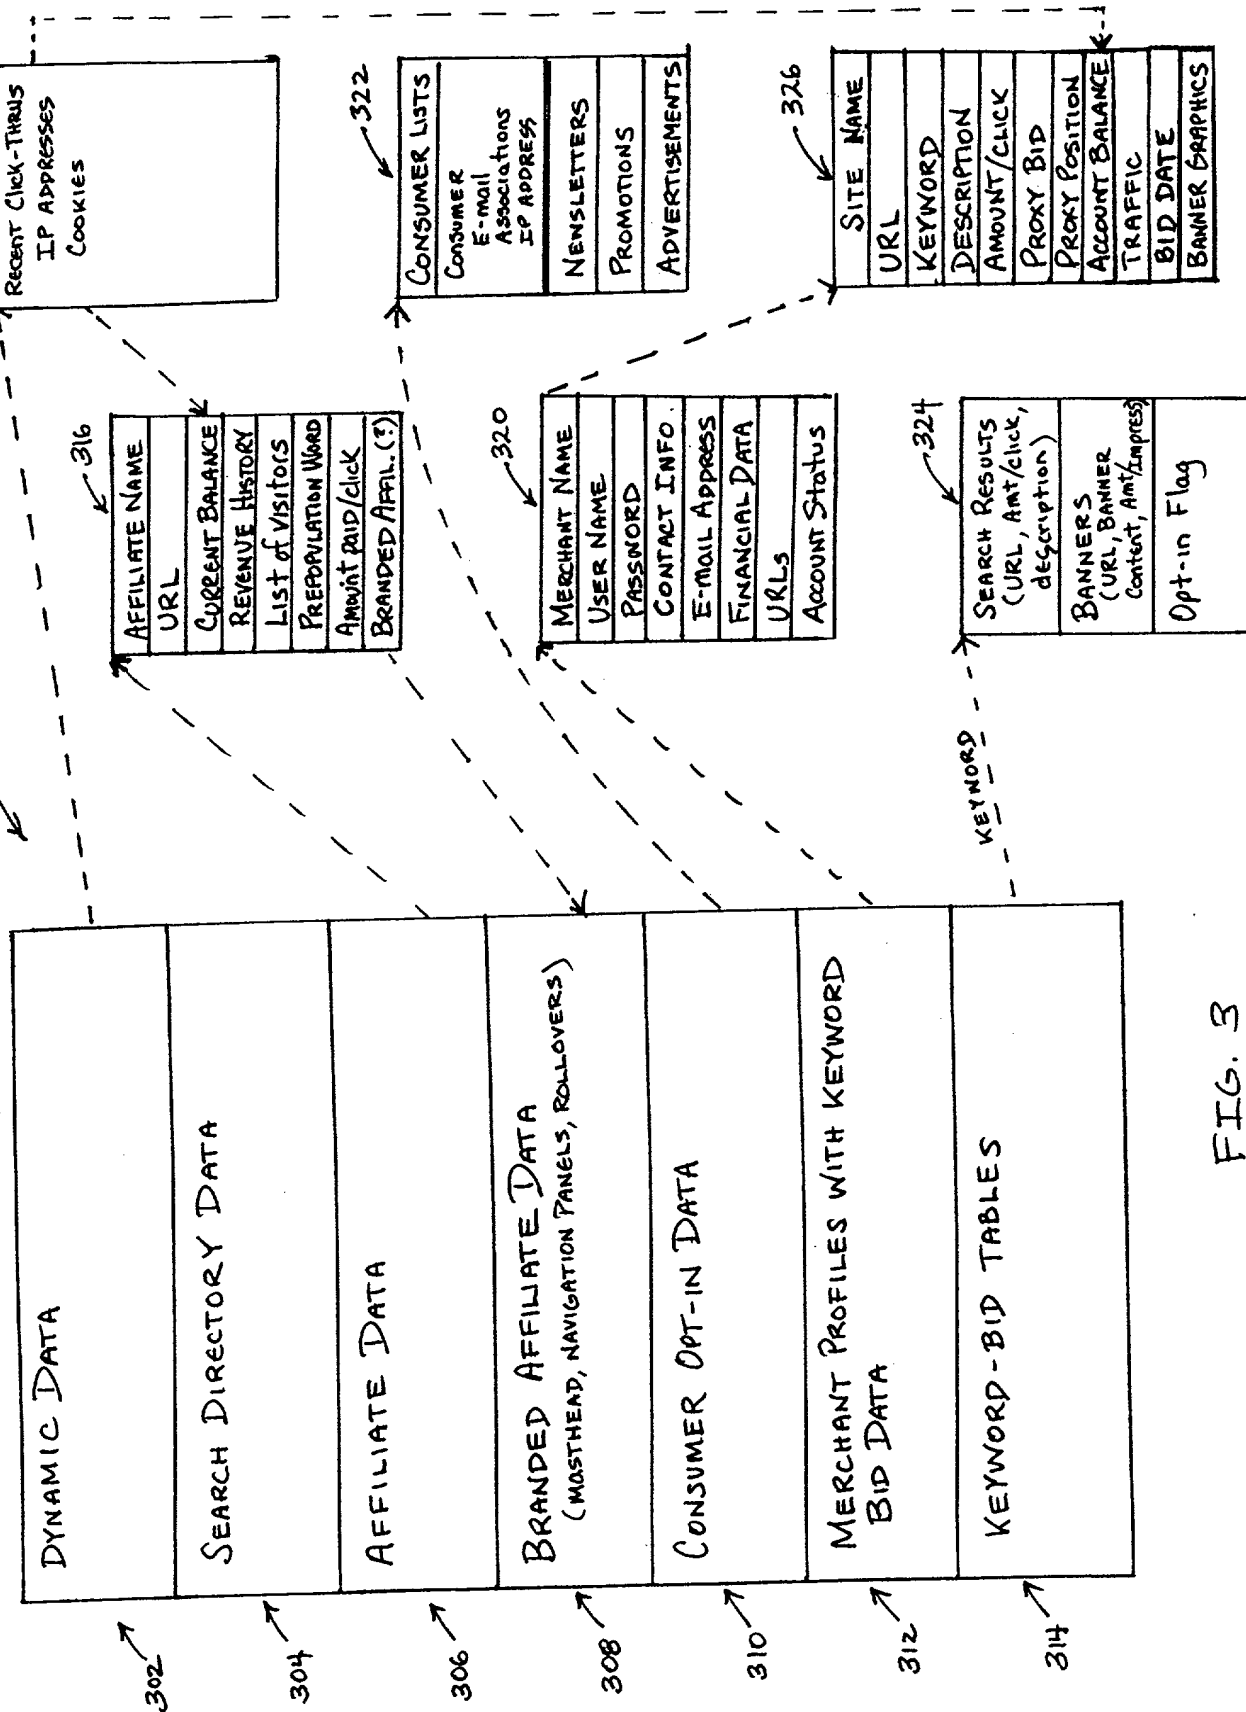 DYNAMIC DATA
SEARCH DIRECTORY DATA
AFFILIATE DATA
BRANDED AFFILIATE DATA
(MASTHEAD, NAVIGATION PANELS, ROLLOVERS)
CONSUMER OPT-IN DATA
MERCHANT PROFILES WITH KEYWORD
BID DATA
KEYWORD-BID TABLES
302
304
306
308
310
312
314
Recent Click-Thrus
IP ADDRESSES
Cookies
316
AFFILIATE NAME
URL
CURRENT BALANCE
REVENUE HISTORY
List of Visitors
PREPOPULATION WORD
Amount paid/click
BRANDED AFFIL. (?)
322
CONSUMER LISTS
Consumer
E-mail
Associations
IP ADDRESS
NEWSLETTERS
PROMOTIONS
ADVERTISEMENTS
320
MERCHANT NAME
USER NAME
PASSWORD
CONTACT INFO.
E-MAIL ADDRESS
FINANCIAL DATA
URLs
Account Status
326
SITE NAME
URL
KEYWORD
DESCRIPTION
AMOUNT/CLICK
PROXY BID
PROXY POSITION
ACCOUNT BALANCE
TRAFFIC
BID DATE
BANNER GRAPHICS
KEYWORD
324
SEARCH RESULTS
(URL, Amt/click,
description)
BANNERS
(URL, BANNER
Content, Amt/Impress)
Opt-in Flag
FIG. 3